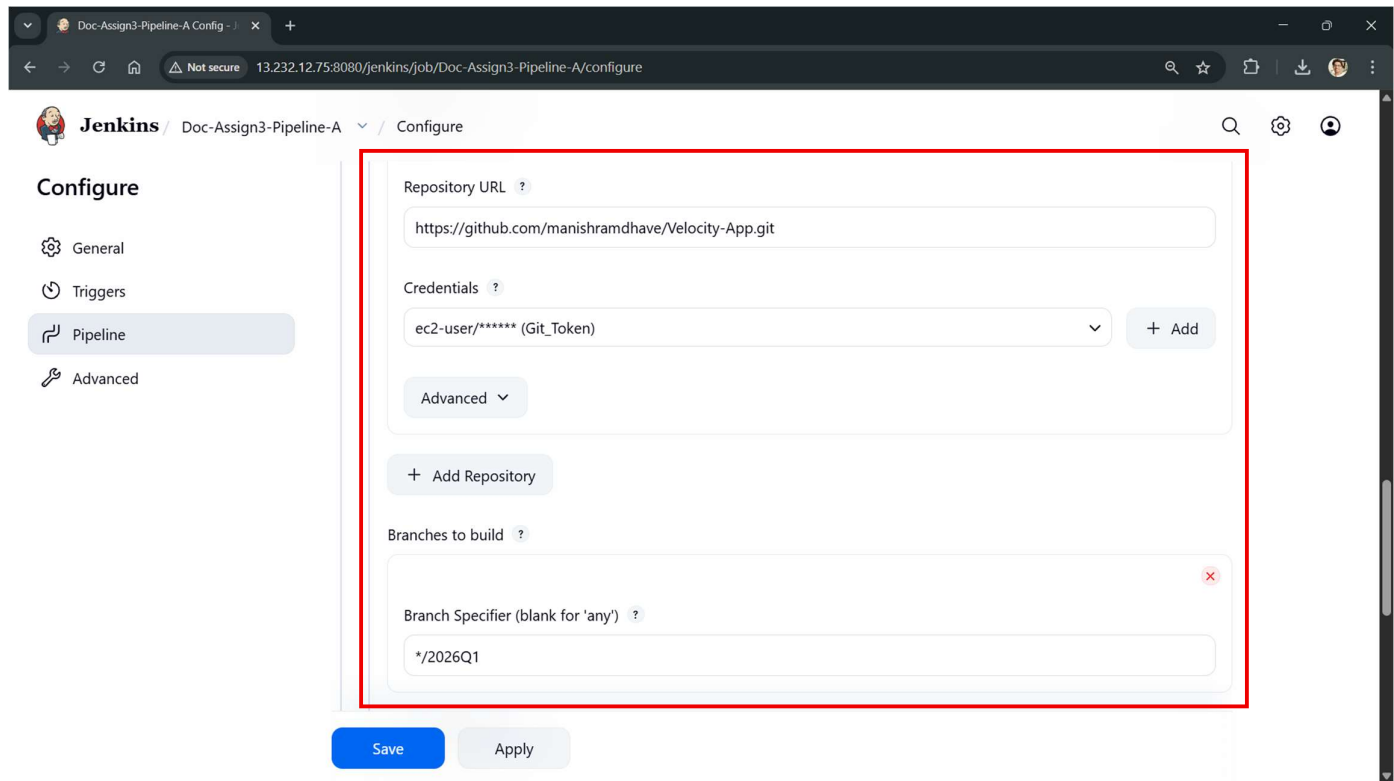 Doc-Assign3-Pipeline-A Config - J
Not secure 13.232.12.75:8080/jenkins/job/Doc-Assign3-Pipeline-A/configure
Jenkins / Doc-Assign3-Pipeline-A / Configure
Configure
General
Triggers
Pipeline
Advanced
Repository URL ?
https://github.com/manishramdhave/Velocity-App.git
Credentials ?
ec2-user/****** (Git_Token)
+ Add
Advanced
+ Add Repository
Branches to build ?
Branch Specifier (blank for 'any') ?
*/2026Q1
Save
Apply